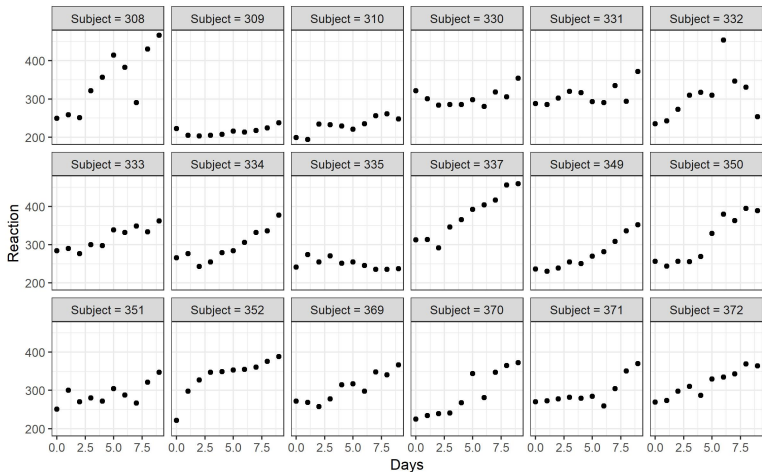 Subject = 308 Subject = 309 Subject = 310 Subject = 330 Subject = 331 Subject = 332
400
300
200
Subject = 333 Subject = 334 Subject = 335 Subject = 337 Subject = 349 Subject = 350
400
300
200
Subject = 351 Subject = 352 Subject = 369 Subject = 370 Subject = 371 Subject = 372
400
300
200
0.0 2.5 5.0 7.5 0.0 2.5 5.0 7.5 0.0 2.5 5.0 7.5 0.0 2.5 5.0 7.5 0.0 2.5 5.0 7.5 0.0 2.5 5.0 7.5
Days
Reaction